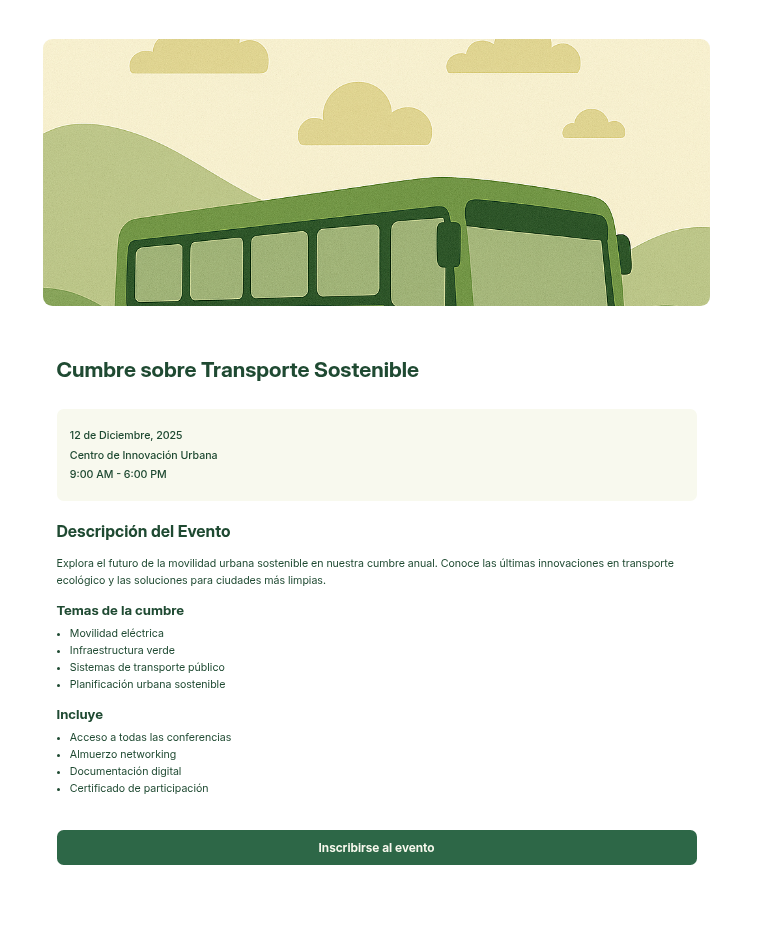 Cumbre sobre Transporte Sostenible
12 de Diciembre, 2025
Centro de Innovación Urbana
9:00 AM - 6:00 PM
Descripción del Evento
Explora el futuro de la movilidad urbana sostenible en nuestra cumbre anual. Conoce las últimas innovaciones en transporte
ecológico y las soluciones para ciudades más limpias.
Temas de la cumbre
• Movilidad eléctrica
• Infraestructura verde
• Sistemas de transporte público
• Planificación urbana sostenible
Incluye
• Acceso a todas las conferencias
• Almuerzo networking
• Documentación digital
• Certificado de participación
Inscribirse al evento